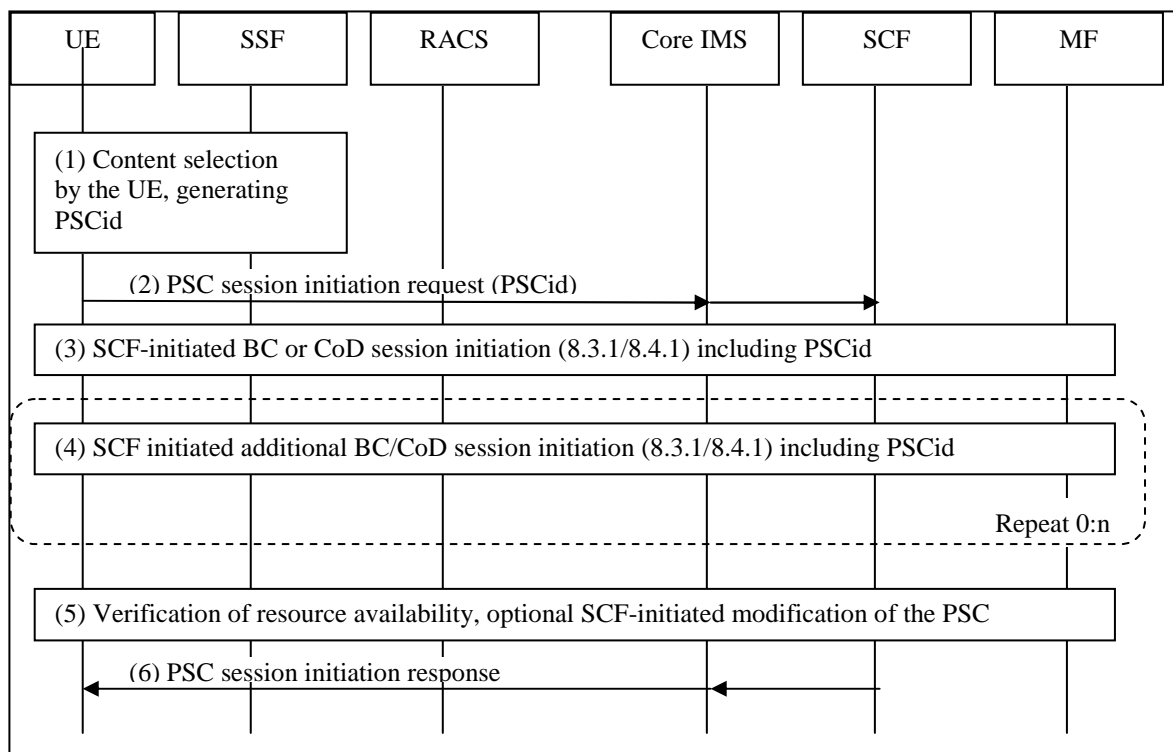 UE SSF RACS Core IMS SCF MF
(1) Content selection
by the UE, generating
PSCid
(2) PSC session initiation request (PSCid)
(3) SCF-initiated BC or CoD session initiation (8.3.1/8.4.1) including PSCid
(4) SCF initiated additional BC/CoD session initiation (8.3.1/8.4.1) including PSCid
Repeat 0:n
(5) Verification of resource availability, optional SCF-initiated modification of the PSC
(6) PSC session initiation response